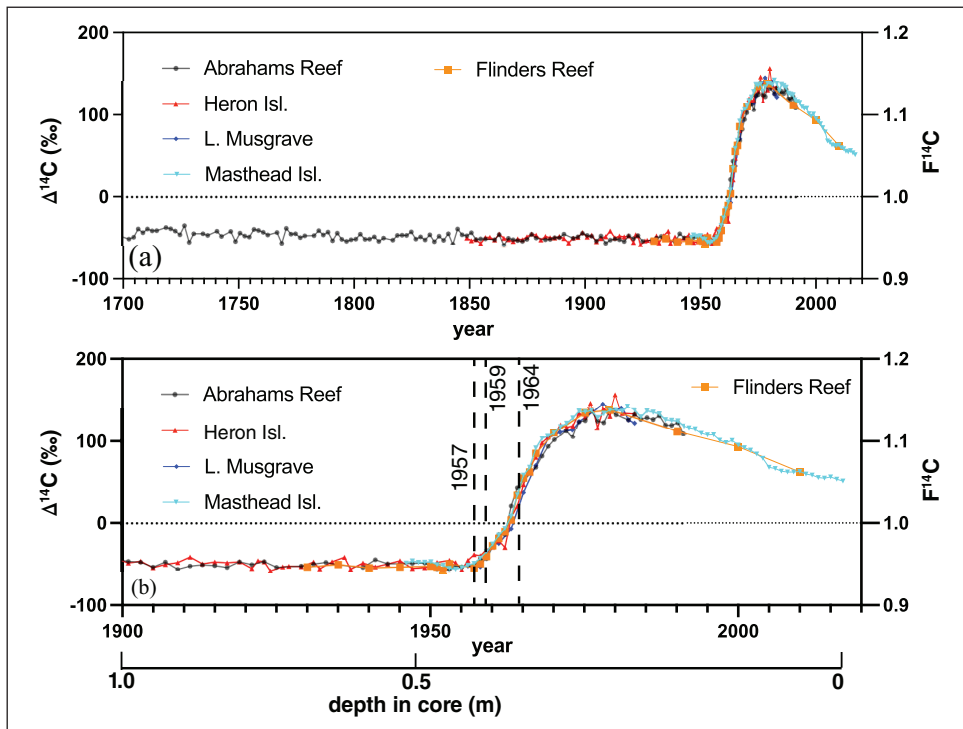 200
100
0
-100
Δ¹⁴C (‰)
Abrahams Reef
Heron Isl.
L. Musgrave
Masthead Isl.
Flinders Reef
1.2
1.1
1.0
0.9
F¹⁴C
(a)
1700 1750 1800 1850 1900 1950 2000
year
200
100
0
-100
Δ¹⁴C (‰)
Abrahams Reef
Heron Isl.
L. Musgrave
Masthead Isl.
1957
1959
1964
Flinders Reef
1.2
1.1
1.0
0.9
F¹⁴C
(b)
1900 1950 2000
year
1.0 0.5 0
depth in core (m)